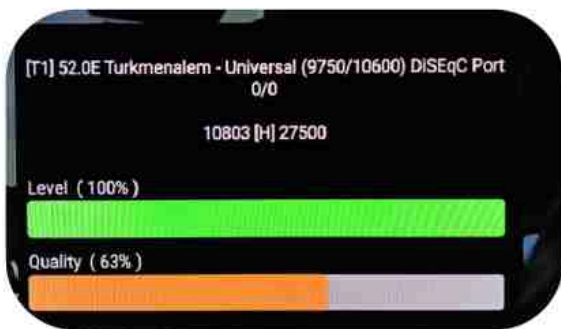 [T1] 52.0E Turkmenalem - Universal (9750/10600) DiSEqC Port
0/0
10803 [H] 27500
Level ( 100% )
Quality ( 63% )